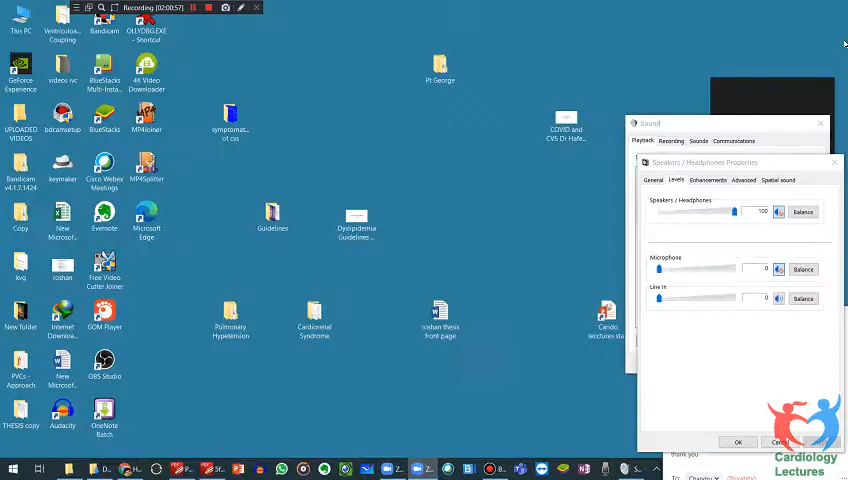 Recording [02:00:57]
This PC
Ventriculoa...
Coupling
Bandicam
OLLYDBG.EXE
- Shortcut
GeForce
Experience
videos ivc
BlueStacks
Multi-Insta...
4K Video
Downloader
Pt George
UPLOADED
VIDEOS
bdcamsetup
BlueStacks
MP4Joiner
symptomat...
of cvs
COVID and
CVS Dr Hafe...
Bandicam
v4.1.7.1424
keymaker
Cisco Webex
Meetings
MP4Splitter
Copy
New
Microsof...
Evernote
Microsoft
Edge
Guidelines
Dyslipidemia
Guidelines ...
kvg
roshan
Free Video
Cutter Joiner
New folder
Internet
Downloa...
GOM Player
Pulmonary
Hypetension
Cardiorenal
Syndrome
roshan thesis
front page
Carido
lecctures sta...
PVCs -
Approach
New
Microsof...
OBS Studio
THESIS copy
Audacity
OneNote
Batch
Sound
Playback Recording Sounds Communications
Speakers / Headphones Properties
General Levels Enhancements Advanced Spatial sound
Speakers / Headphones
100 Balance
Microphone
0 Balance
Line In
0 Balance
OK Cancel
Cardiology
Lectures
thank you
To: Chandru (Privately)
D... H... P... Sf... Z... Z... B... S...